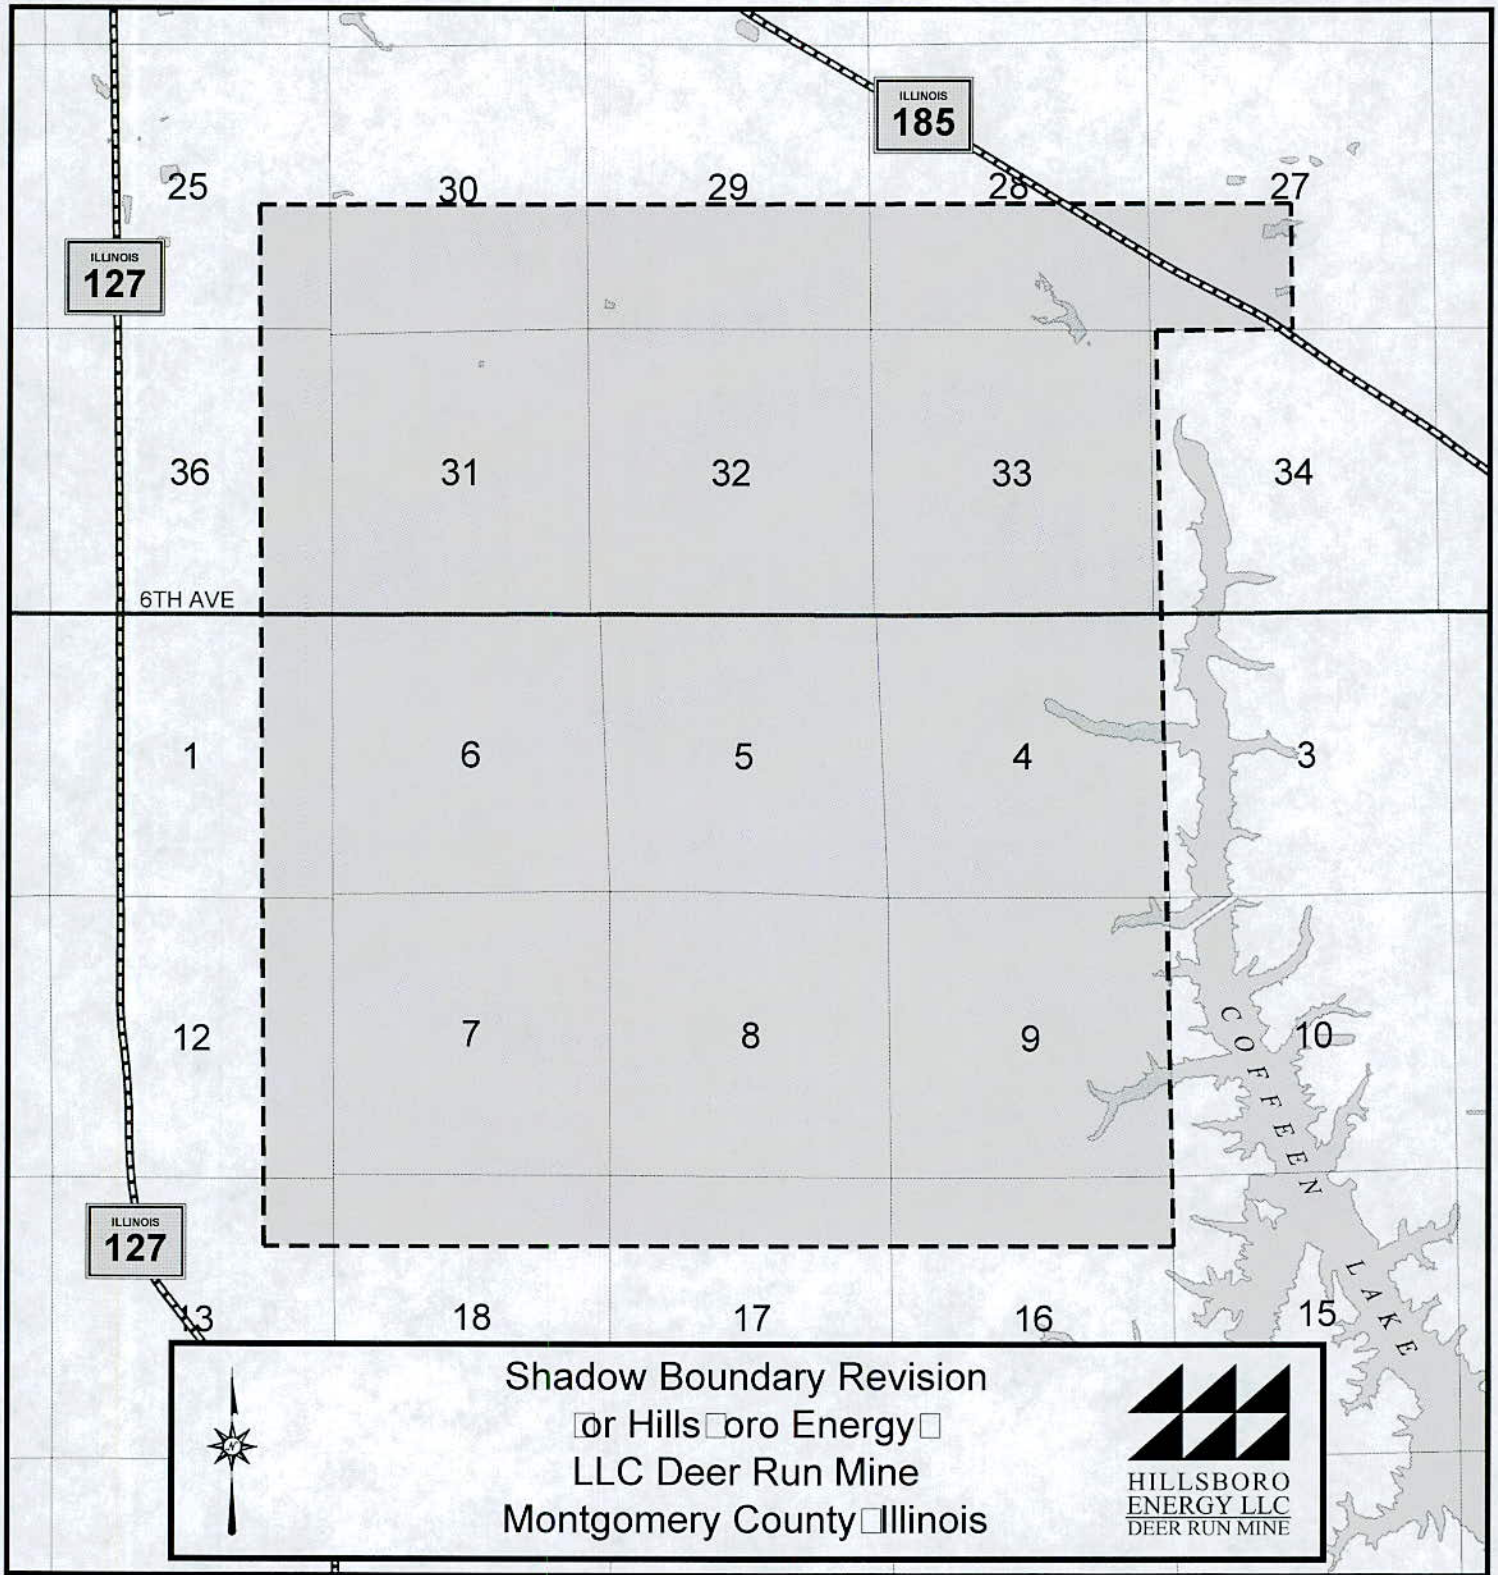 ILLINOIS
185
25
30
29
28
27
ILLINOIS
127
36
31
32
33
34
6TH AVE
1
6
5
4
3
12
7
8
9
10
COFFEEN
LAKE
ILLINOIS
127
13
18
17
16
15
N
Shadow Boundary Revision
□or Hills□oro Energy□
LLC Deer Run Mine
Montgomery County□Illinois
HILLSBORO
ENERGY LLC
DEER RUN MINE